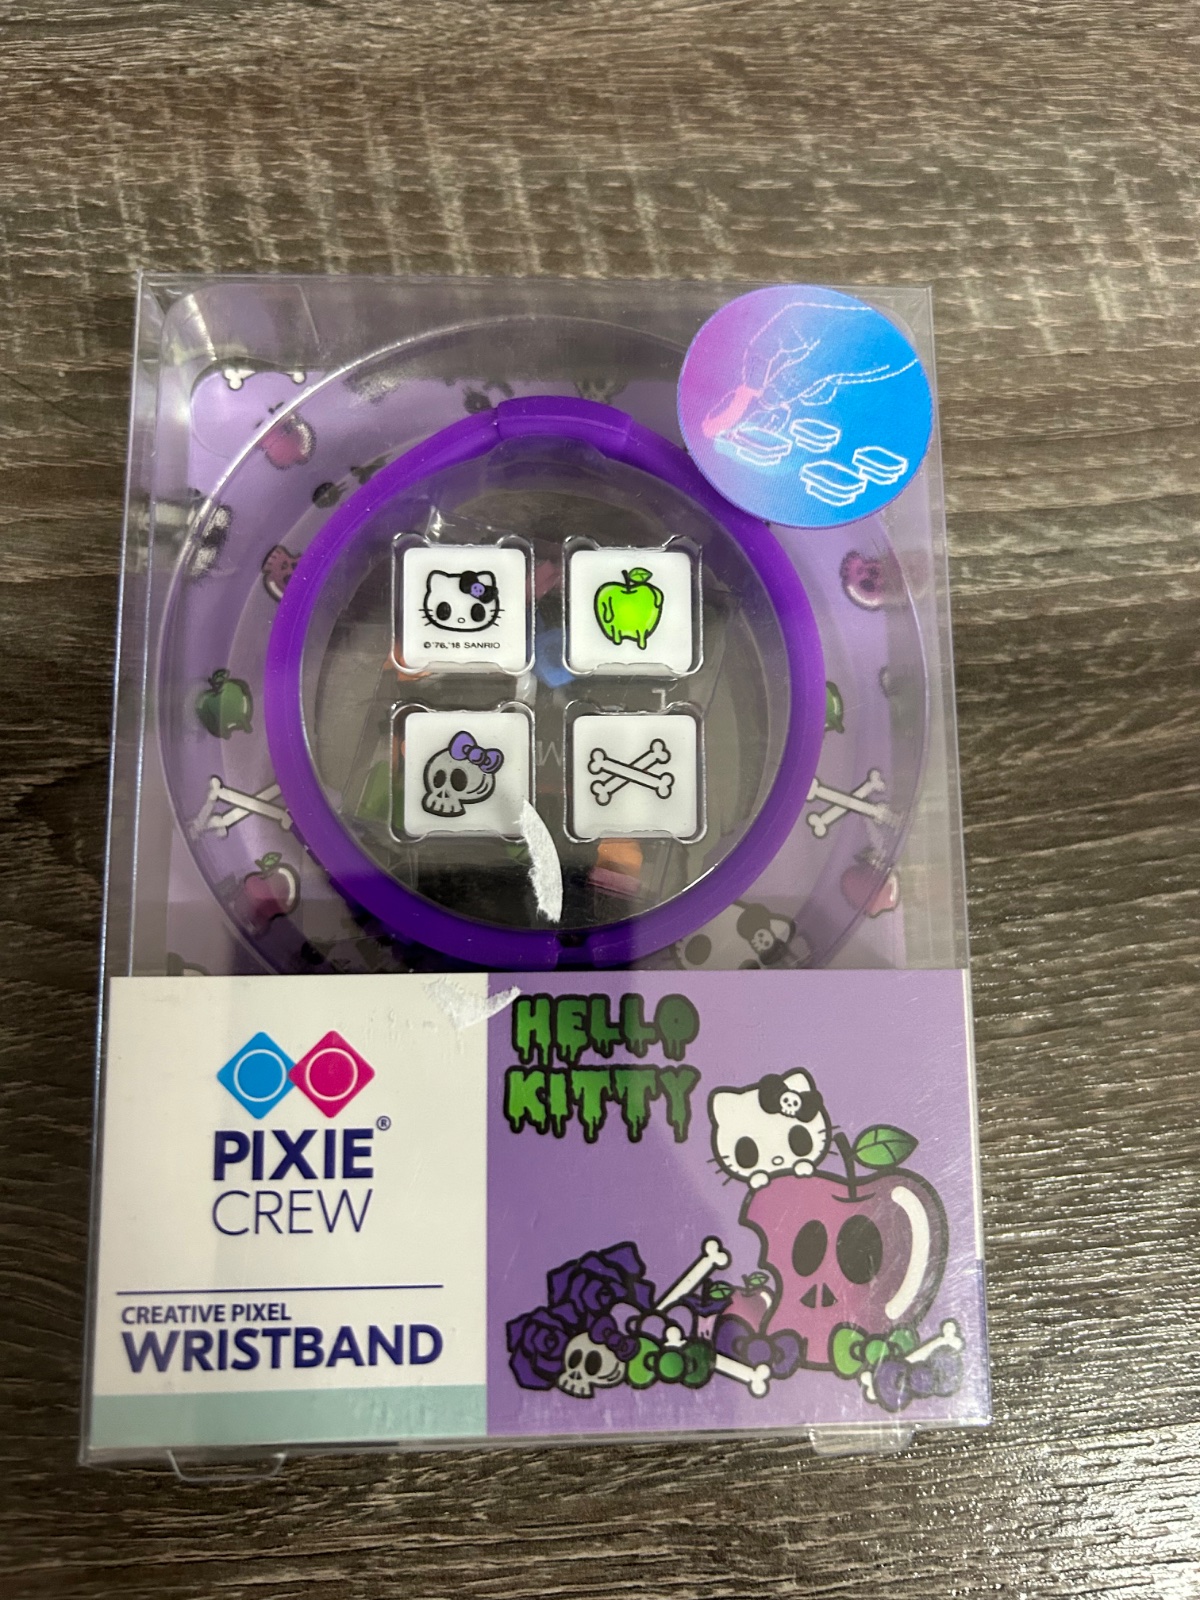 © '76, '18 SANRIO
HELLO
KITTY
PIXIE®
CREW
CREATIVE PIXEL
WRISTBAND